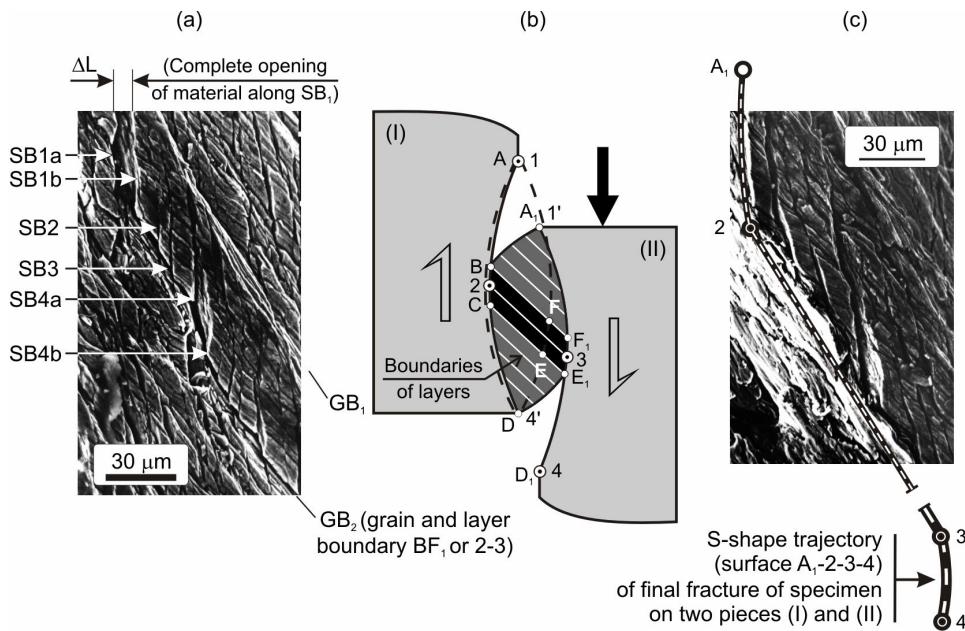 (a)
ΔL
(Complete opening
of material along SB₁)
SB1a
SB1b
SB2
SB3
SB4a
SB4b
30 μm
GB₁
GB₂ (grain and layer
boundary BF₁ or 2-3)
(b)
(I)
A 1
A₁ 1'
(II)
B
2
C
F
F₁
3
E
E₁
Boundaries
of layers
D 4'
D₁ 4
(c)
A₁
30 μm
2
3
S-shape trajectory
(surface A₁-2-3-4)
of final fracture of specimen
on two pieces (I) and (II)
4